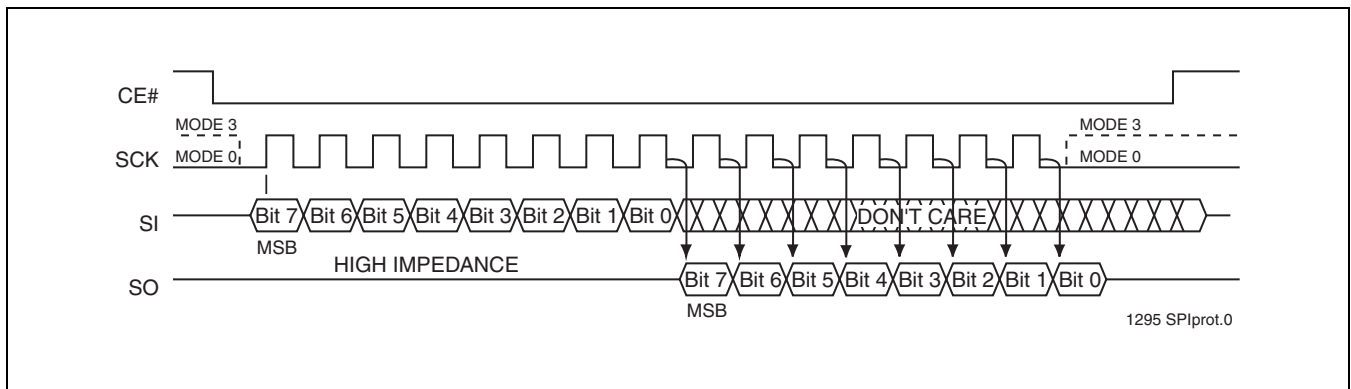 CE#
MODE 3 MODE 3
SCK MODE 0 MODE 0
SI Bit 7 Bit 6 Bit 5 Bit 4 Bit 3 Bit 2 Bit 1 Bit 0 DON'T CARE
MSB
HIGH IMPEDANCE
SO Bit 7 Bit 6 Bit 5 Bit 4 Bit 3 Bit 2 Bit 1 Bit 0
MSB
1295 SPIprot.0